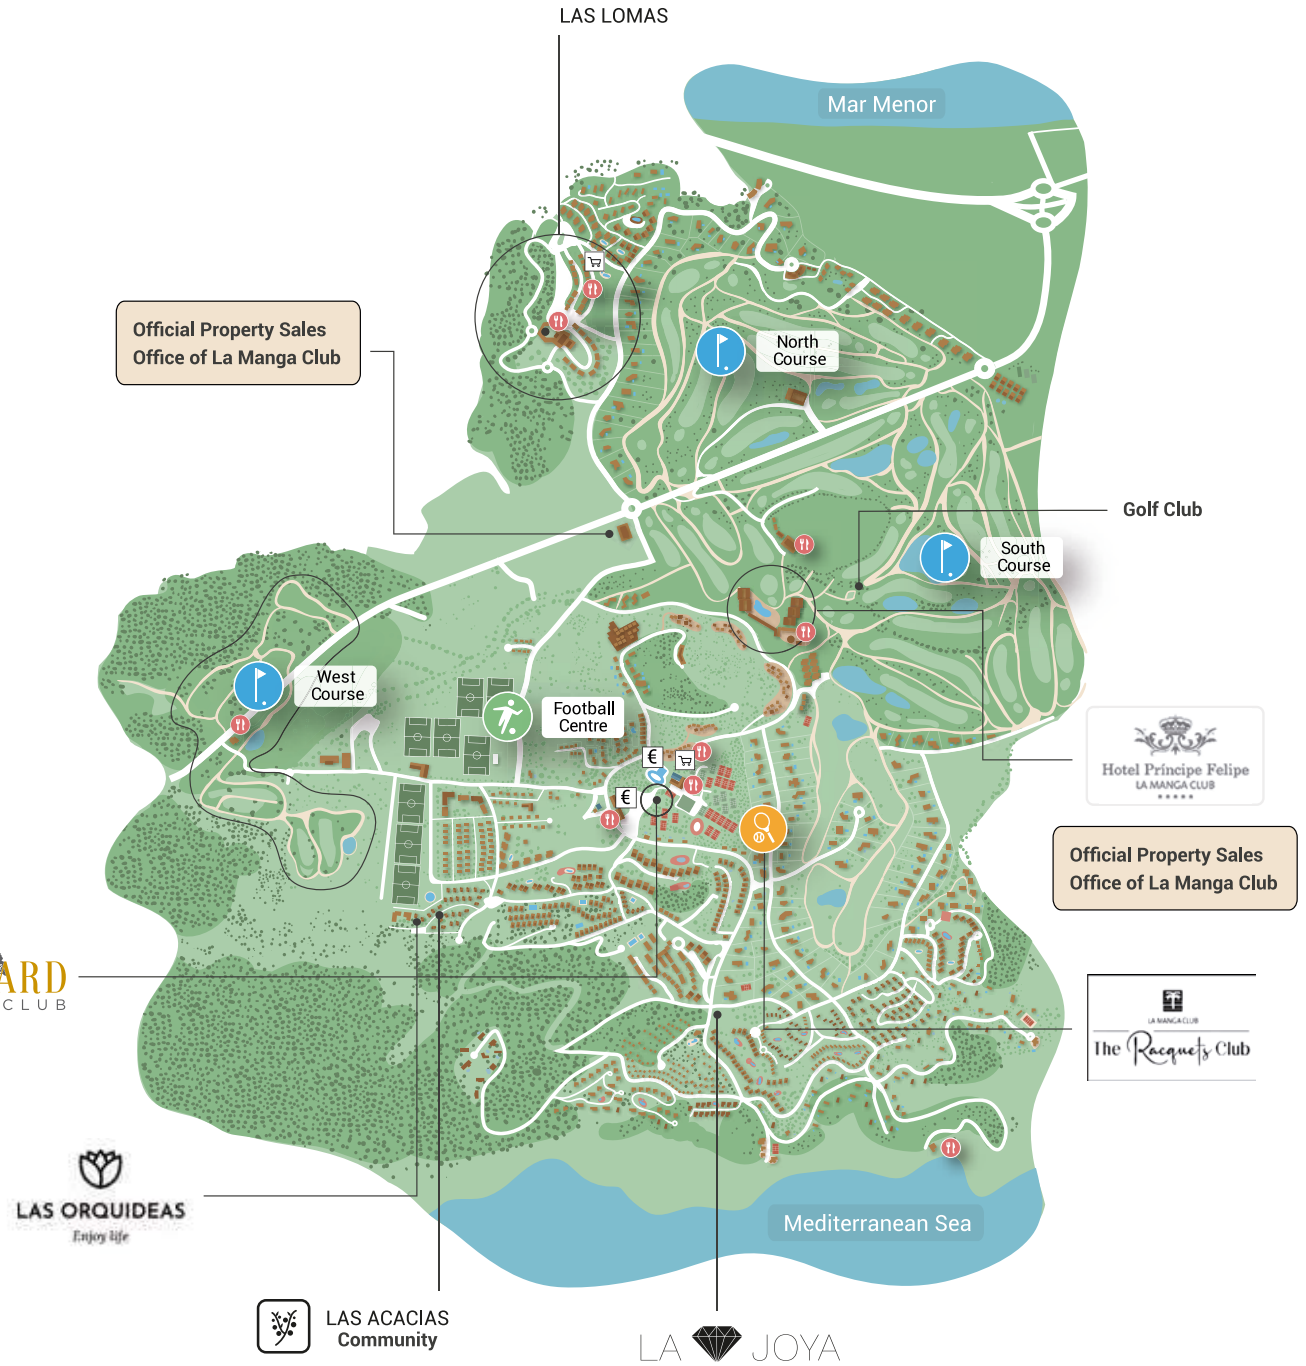 LAS LOMAS
Mar Menor
Official Property Sales
Office of La Manga Club
North
Course
Golf Club
South
Course
West
Course
Football
Centre
€
€
Hotel Príncipe Felipe
LA MANGA CLUB
Official Property Sales
Office of La Manga Club
ARD
CLUB
LA MANGA CLUB
The Racquets Club
LAS ORQUIDEAS
Enjoy life
Mediterranean Sea
LAS ACACIAS
Community
LA JOYA